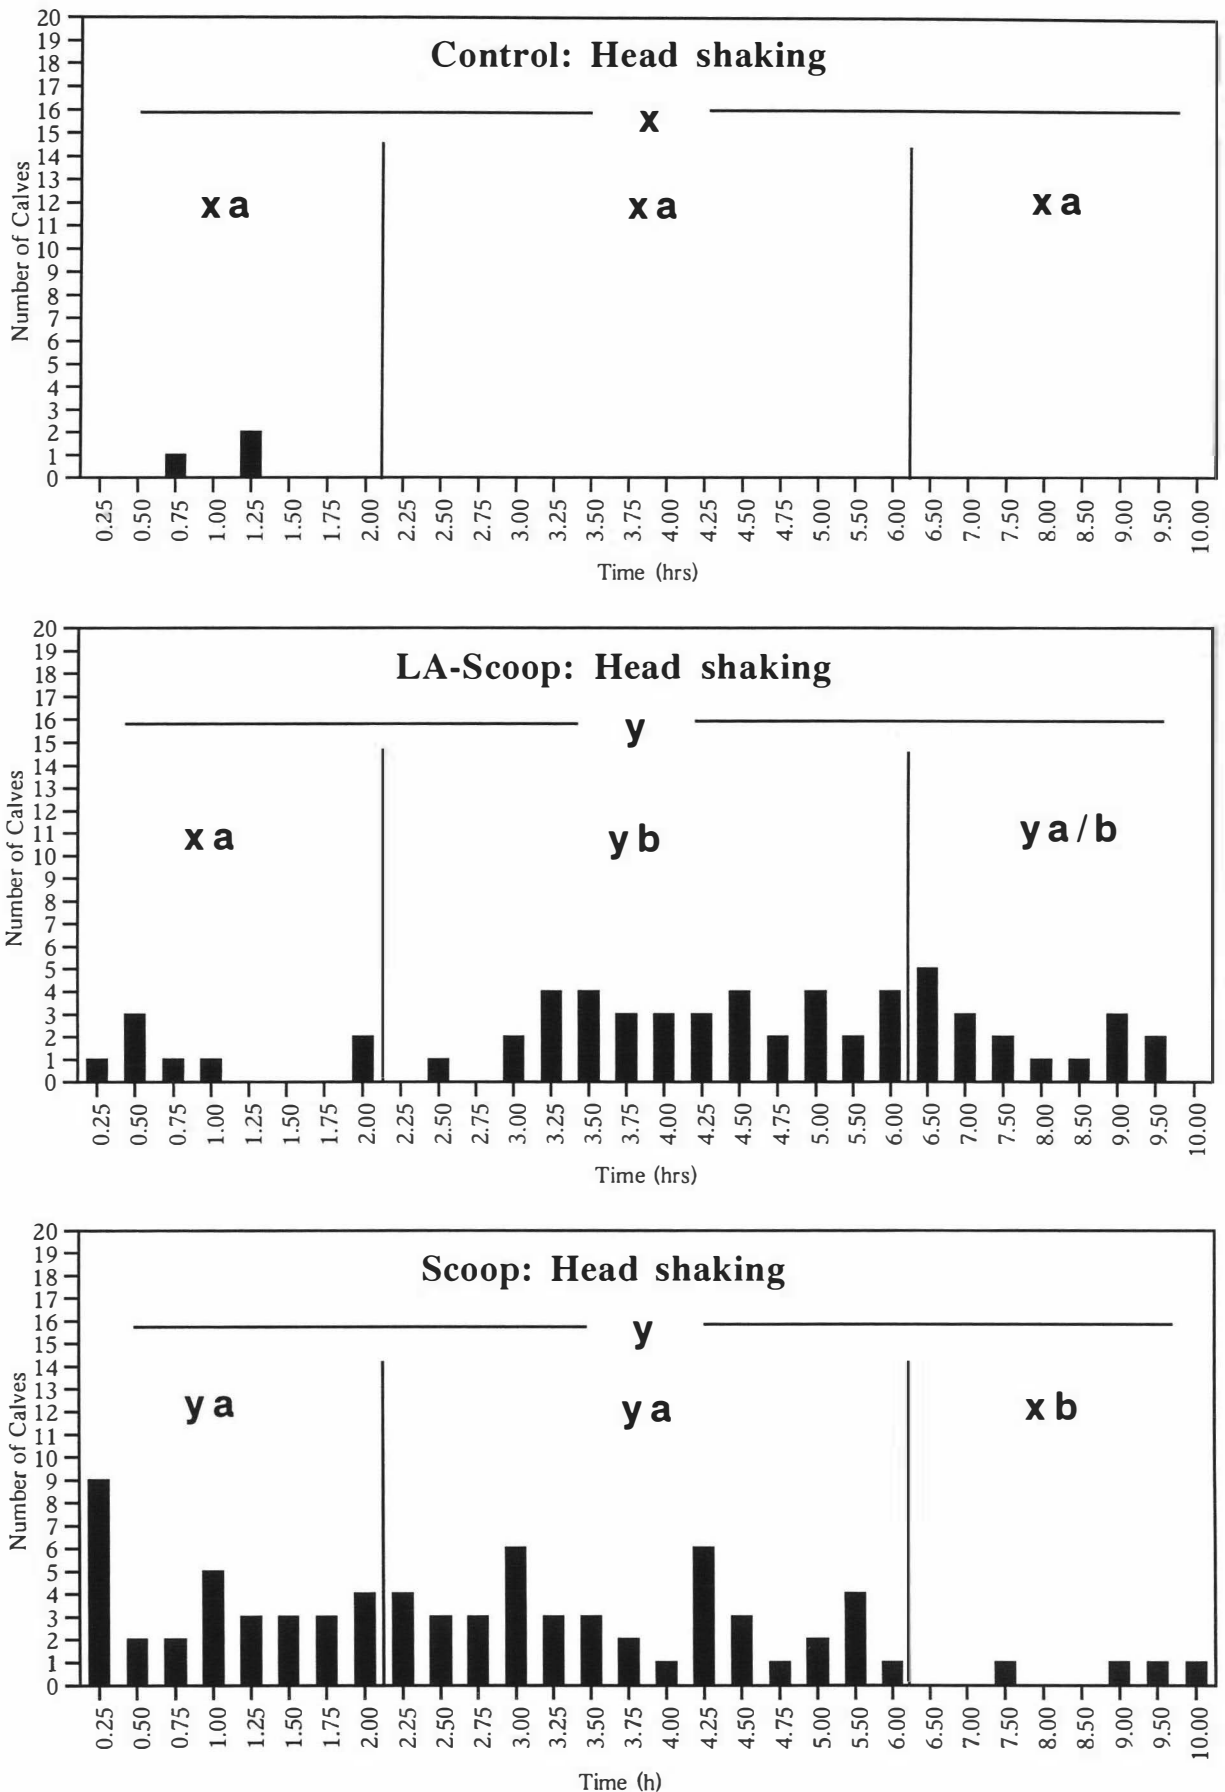 Control: Head shaking
x
xa
xa
xa
Number of Calves
20
19
18
17
16
15
14
13
12
11
10
9
8
7
6
5
4
3
2
1
0
0.25 0.50 0.75 1.00 1.25 1.50 1.75 2.00 2.25 2.50 2.75 3.00 3.25 3.50 3.75 4.00 4.25 4.50 4.75 5.00 5.50 6.00 6.50 7.00 7.50 8.00 8.50 9.00 9.50 10.00
Time (hrs)
LA-Scoop: Head shaking
y
xa
yb
ya/b
Number of Calves
20
19
18
17
16
15
14
13
12
11
10
9
8
7
6
5
4
3
2
1
0
0.25 0.50 0.75 1.00 1.25 1.50 1.75 2.00 2.25 2.50 2.75 3.00 3.25 3.50 3.75 4.00 4.25 4.50 4.75 5.00 5.50 6.00 6.50 7.00 7.50 8.00 8.50 9.00 9.50 10.00
Time (hrs)
Scoop: Head shaking
y
ya
ya
xb
Number of Calves
20
19
18
17
16
15
14
13
12
11
10
9
8
7
6
5
4
3
2
1
0
0.25 0.50 0.75 1.00 1.25 1.50 1.75 2.00 2.25 2.50 2.75 3.00 3.25 3.50 3.75 4.00 4.25 4.50 4.75 5.00 5.50 6.00 6.50 7.00 7.50 8.00 8.50 9.00 9.50 10.00
Time (h)